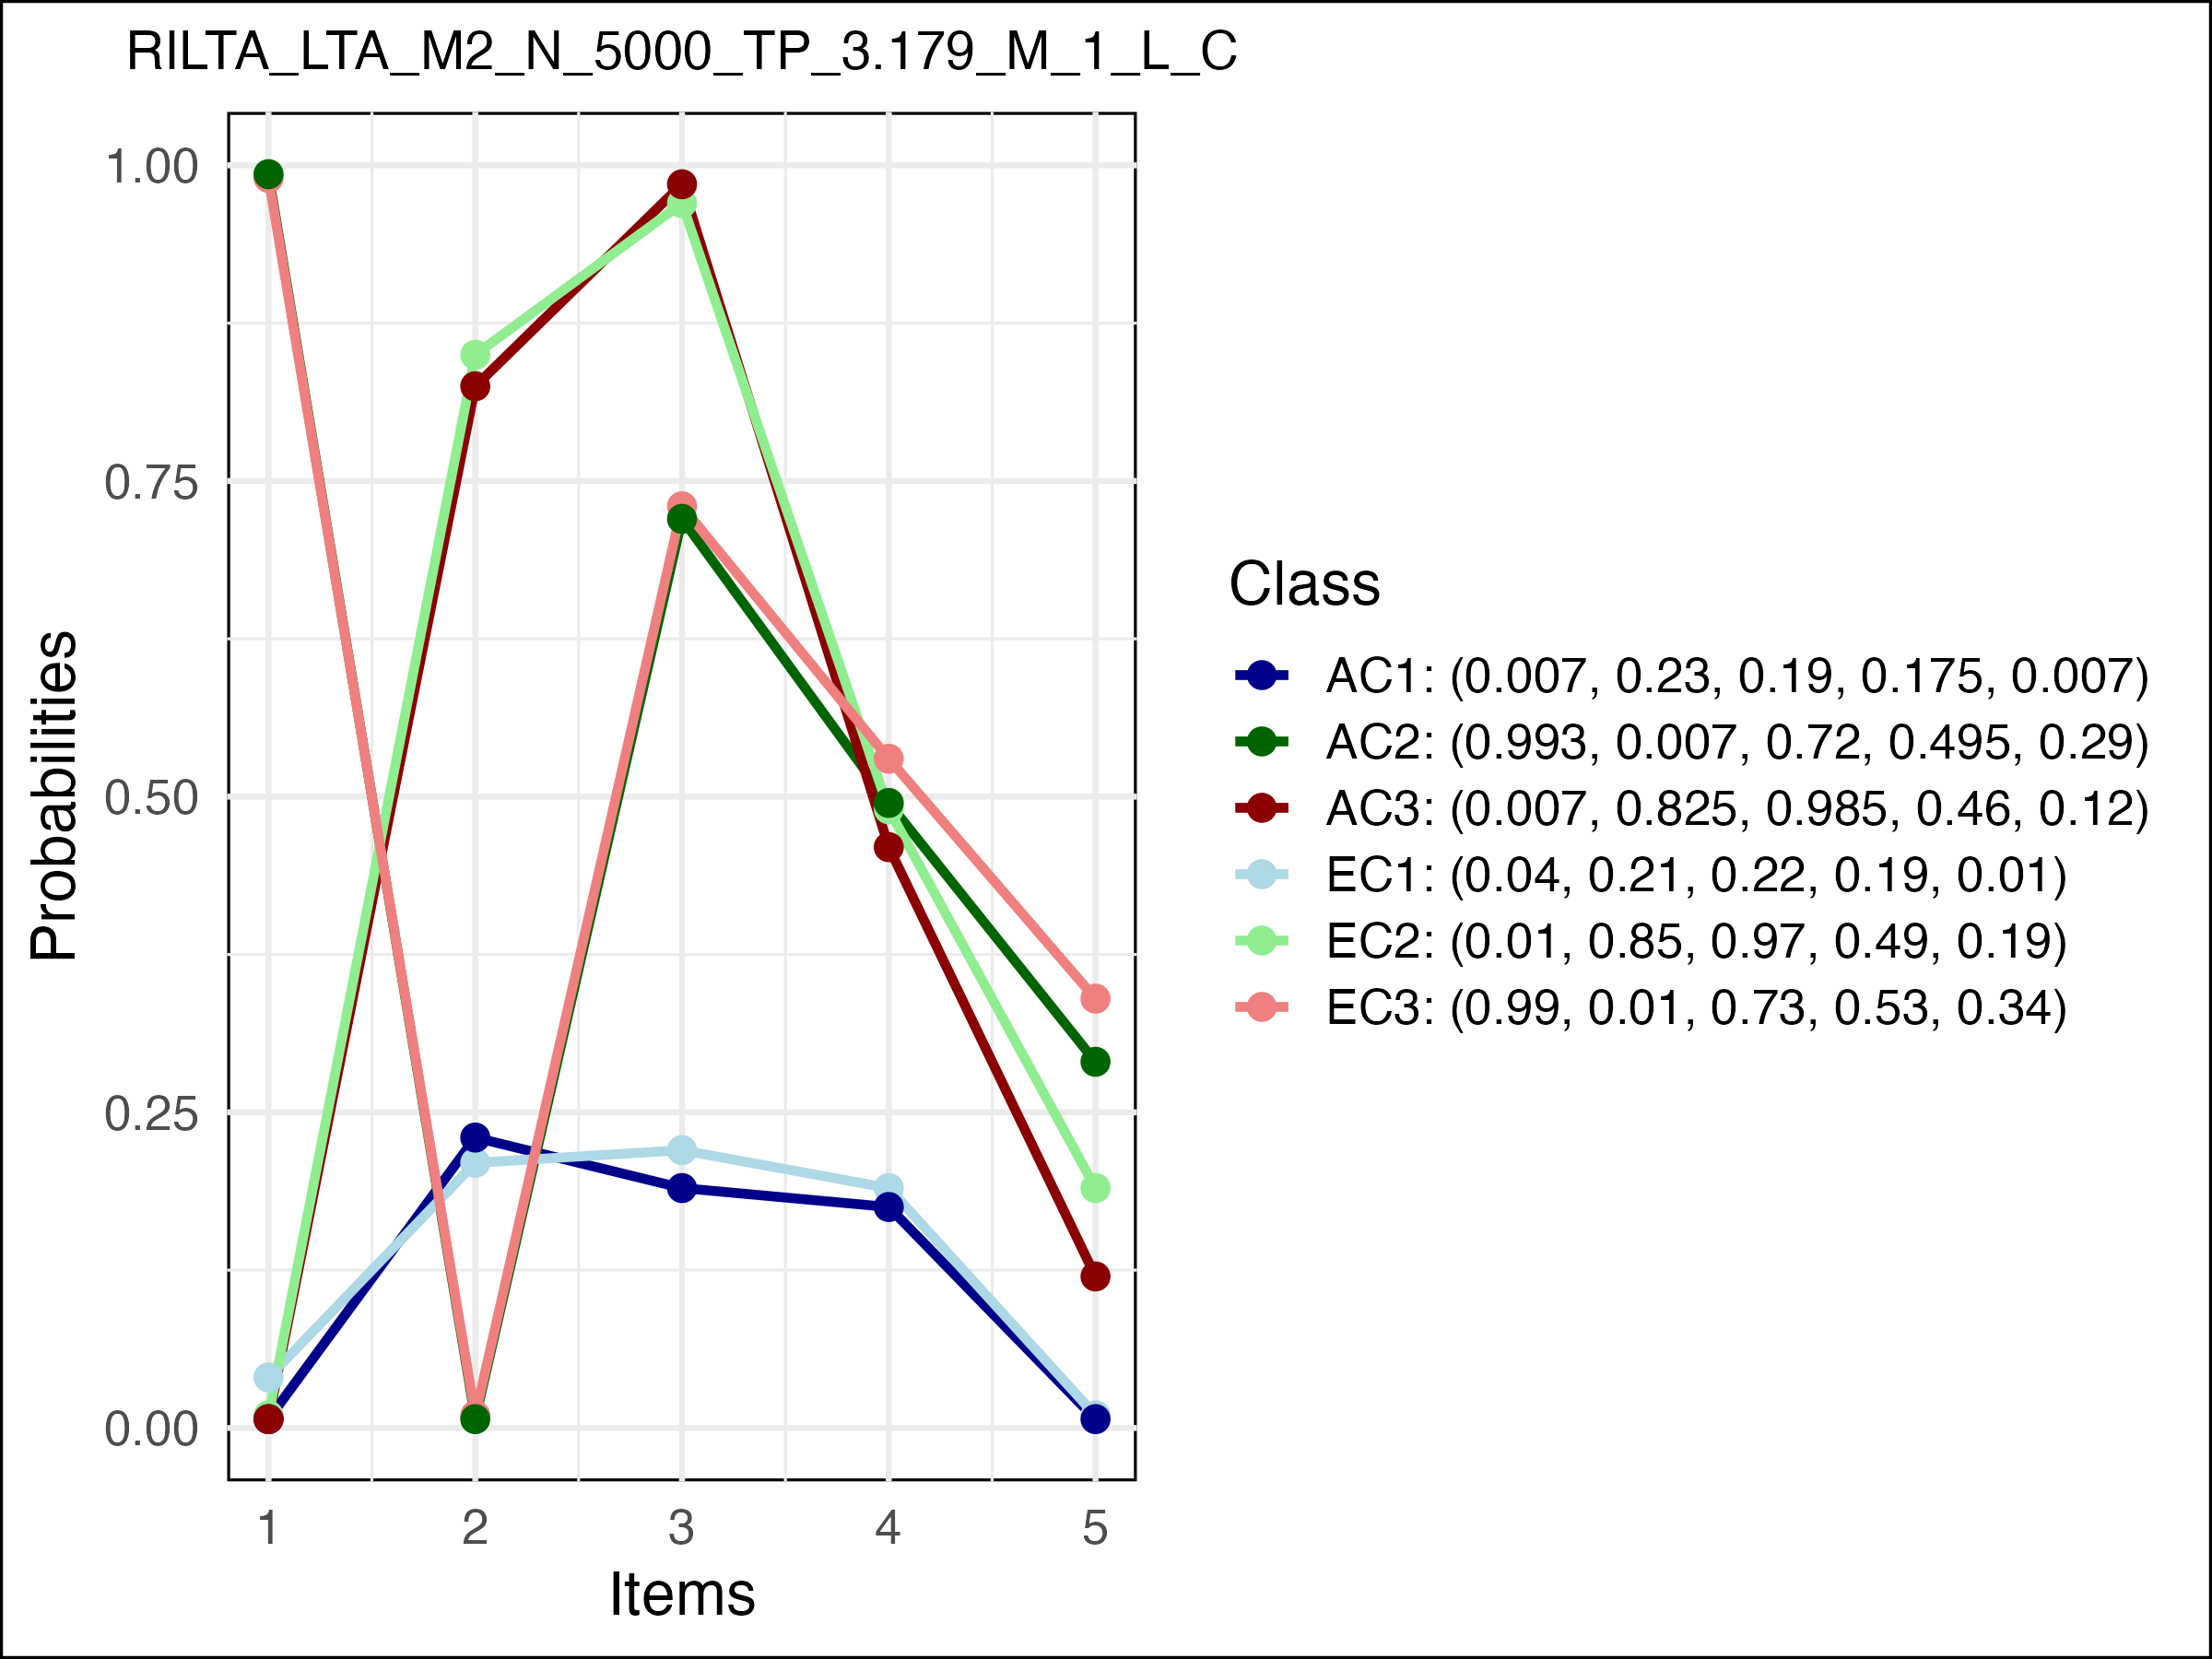 RILTA_LTA_M2_N_5000_TP_3.179_M_1_L_C
1.00
0.75
0.50
0.25
0.00
Probabilities
1 2 3 4 5
Items
Class
AC1: (0.007, 0.23, 0.19, 0.175, 0.007)
AC2: (0.993, 0.007, 0.72, 0.495, 0.29)
AC3: (0.007, 0.825, 0.985, 0.46, 0.12)
EC1: (0.04, 0.21, 0.22, 0.19, 0.01)
EC2: (0.01, 0.85, 0.97, 0.49, 0.19)
EC3: (0.99, 0.01, 0.73, 0.53, 0.34)